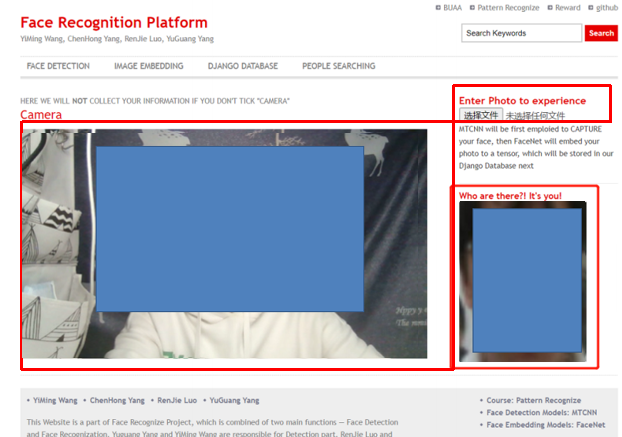 BUAA Pattern Recognize Reward github
Face Recognition Platform
YiMing Wang, ChenHong Yang, RenJie Luo, YuGuang Yang
Search Keywords Search
FACE DETECTION IMAGE EMBEDDING DJANGO DATABASE PEOPLE SEARCHING
HERE WE WILL NOT COLLECT YOUR INFORMATION IF YOU DON'T TICK "CAMERA"
Camera
Enter Photo to experience
选择文件 未选择任何文件
MTCNN will be first emploied to CAPTURE
your face, then FaceNet will embed your
photo to a tensor, which will be stored in our
Django Database next
Who are there?! It's you!
• YiMing Wang • ChenHong Yang • RenJie Luo • YuGuang Yang
This Website is a part of Face Recognize Project, which is combined of two main functions — Face Detection
and Face Recognization. Yuguang Yang and YiMing Wang are responsible for Detection part. RenJie Luo and
• Course: Pattern Recognize
• Face Detection Models: MTCNN
• Face Embedding Models: FaceNet